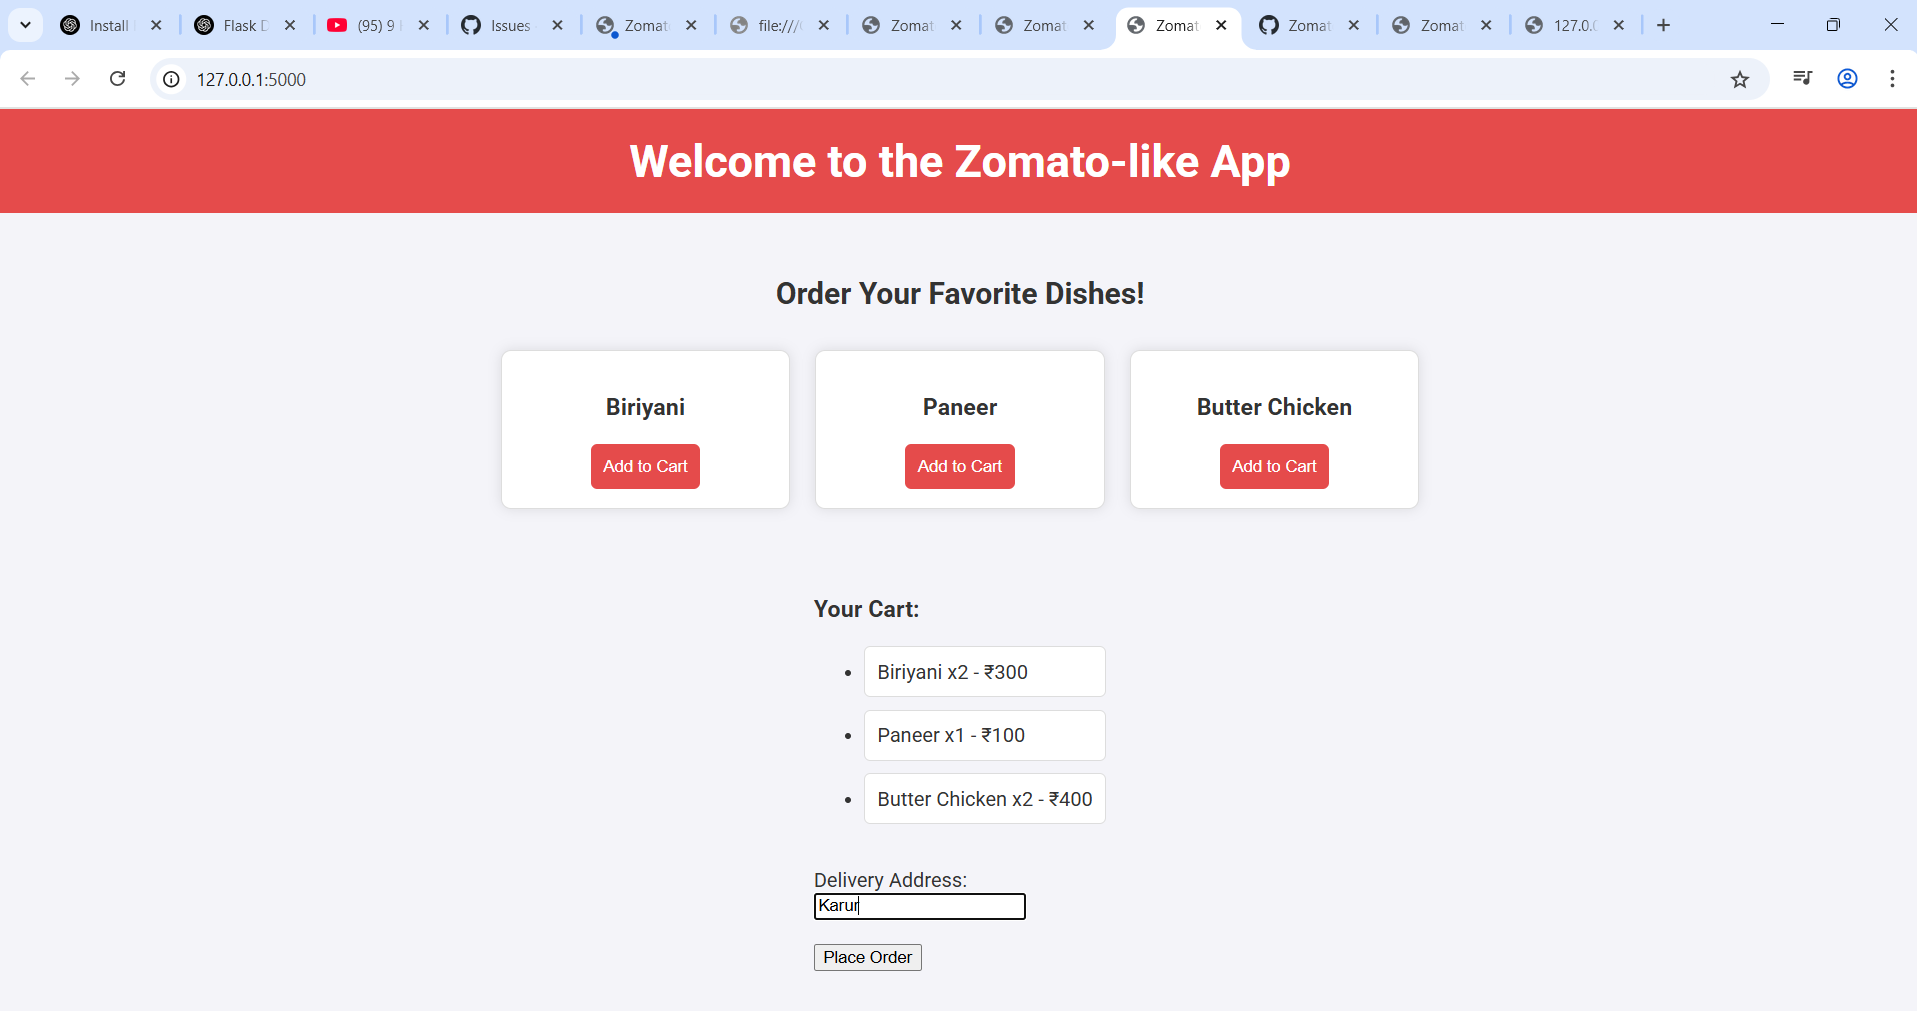 Install
Flask D
(95) 9
Issues
Zomat
file:///
Zomat
Zomat
Zomat
Zomat
Zomat
127.0.0
127.0.0.1:5000
Welcome to the Zomato-like App
Order Your Favorite Dishes!
Biriyani
Paneer
Butter Chicken
Add to Cart
Add to Cart
Add to Cart
Your Cart:
• Biriyani x2 - ₹300
• Paneer x1 - ₹100
• Butter Chicken x2 - ₹400
Delivery Address:
Karur
Place Order